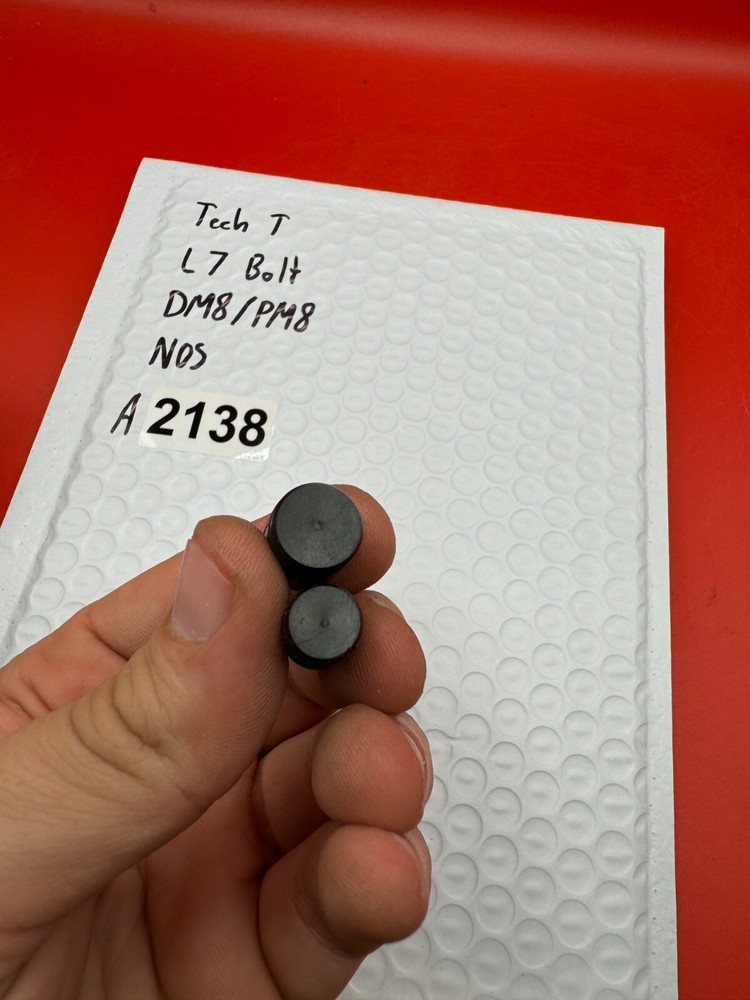 Tech T
L7 Bolt
DM8/PM8
NOS
A 2138